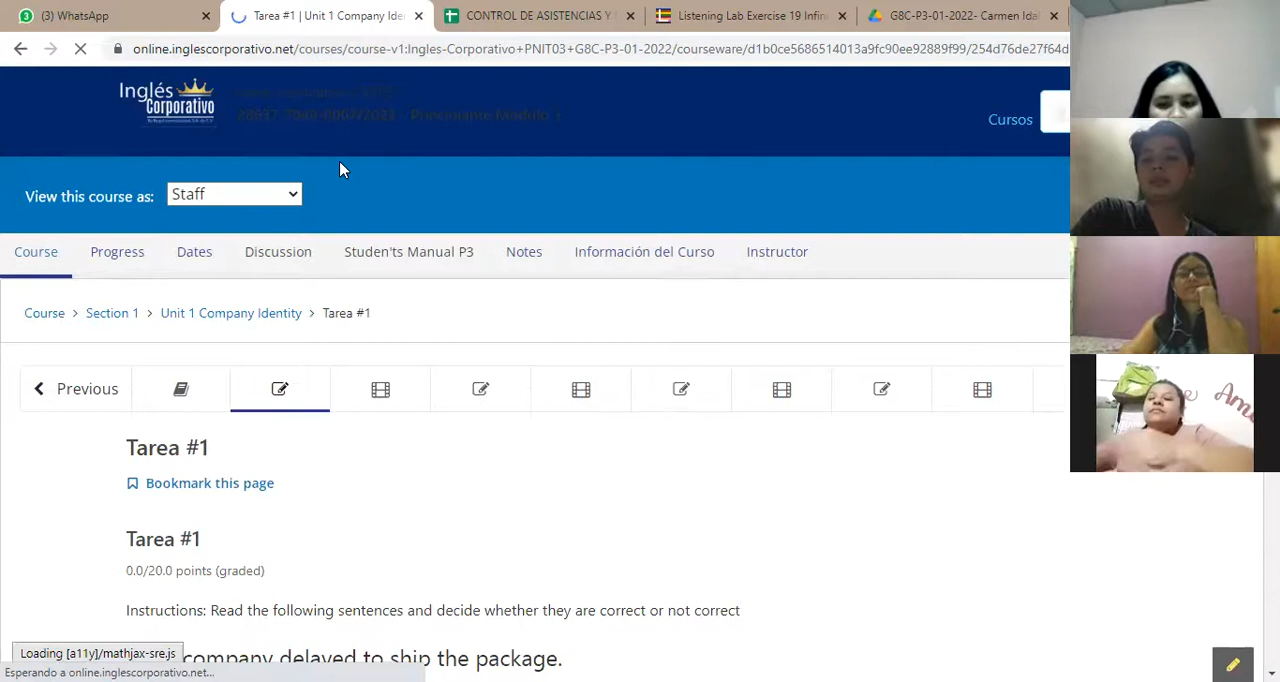 (3) WhatsApp
Tarea #1 | Unit 1 Company Ide
CONTROL DE ASISTENCIAS Y
Listening Lab Exercise 19 Infin
G8C-P3-01-2022- Carmen Ida
online.inglescorporativo.net/courses/course-v1:Ingles-Corporativo+PNIT03+G8C-P3-01-2022/courseware/d1b0ce5686514013a9fc90ee92889f99/254d76de27f64d
Inglés
Corporativo
Cursos
View this course as: Staff
Course Progress Dates Discussion Studen'ts Manual P3 Notes Información del Curso Instructor
Course > Section 1 > Unit 1 Company Identity > Tarea #1
Previous
Tarea #1
Bookmark this page
Tarea #1
0.0/20.0 points (graded)
Instructions: Read the following sentences and decide whether they are correct or not correct
company delayed to ship the package.
Loading [a11y]/mathjax-sre.js
Esperando a online.inglescorporativo.net...